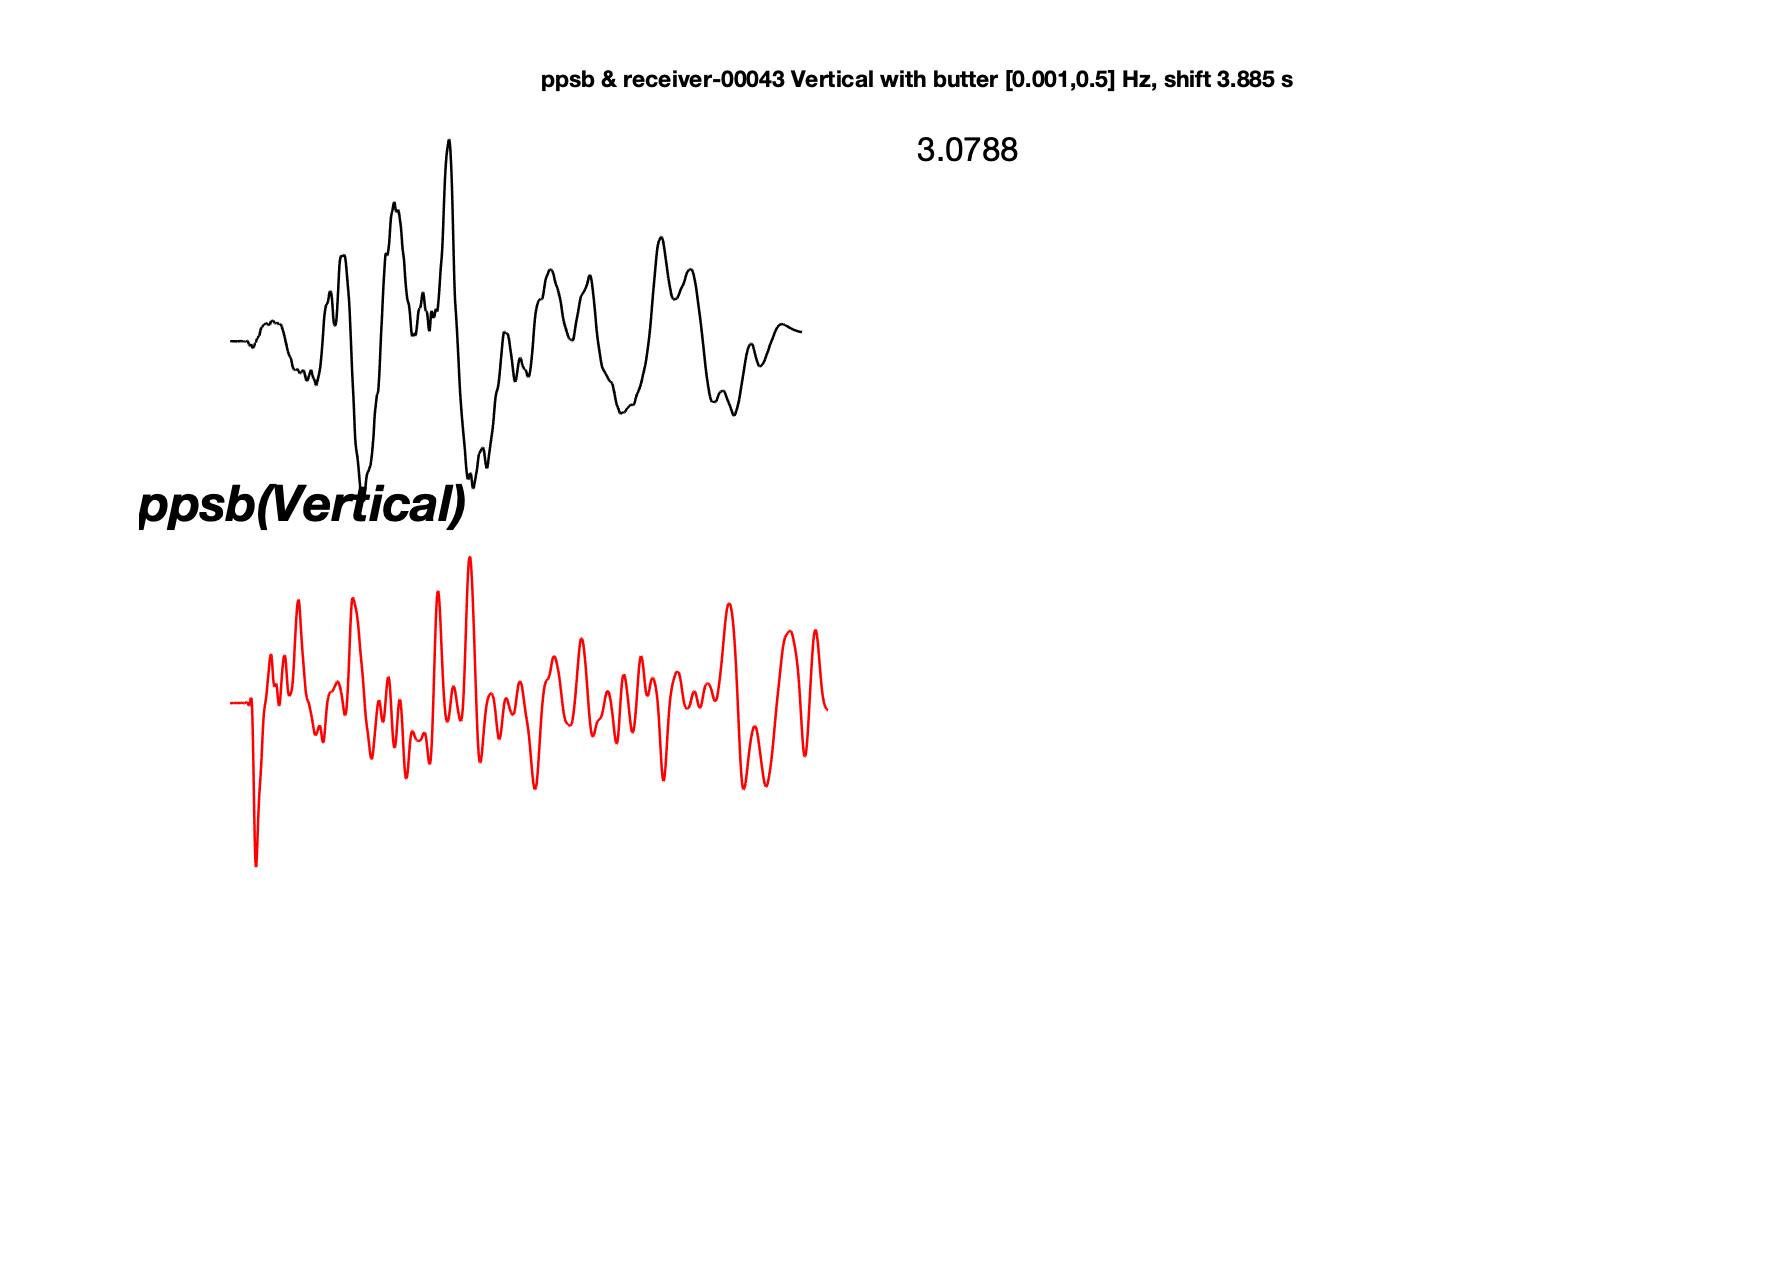 ppsb & receiver-00043 Vertical with butter [0.001,0.5] Hz, shift 3.885 s
3.0788
ppsb(Vertical)